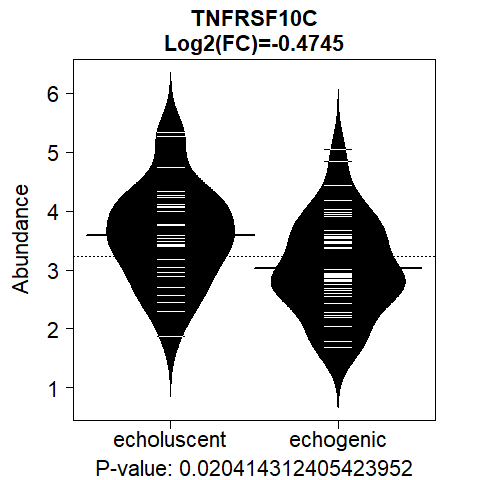 TNFRSF10C
Log2(FC)=-0.4745
Abundance
6
5
4
3
2
1
echoluscent echogenic
P-value: 0.020414312405423952